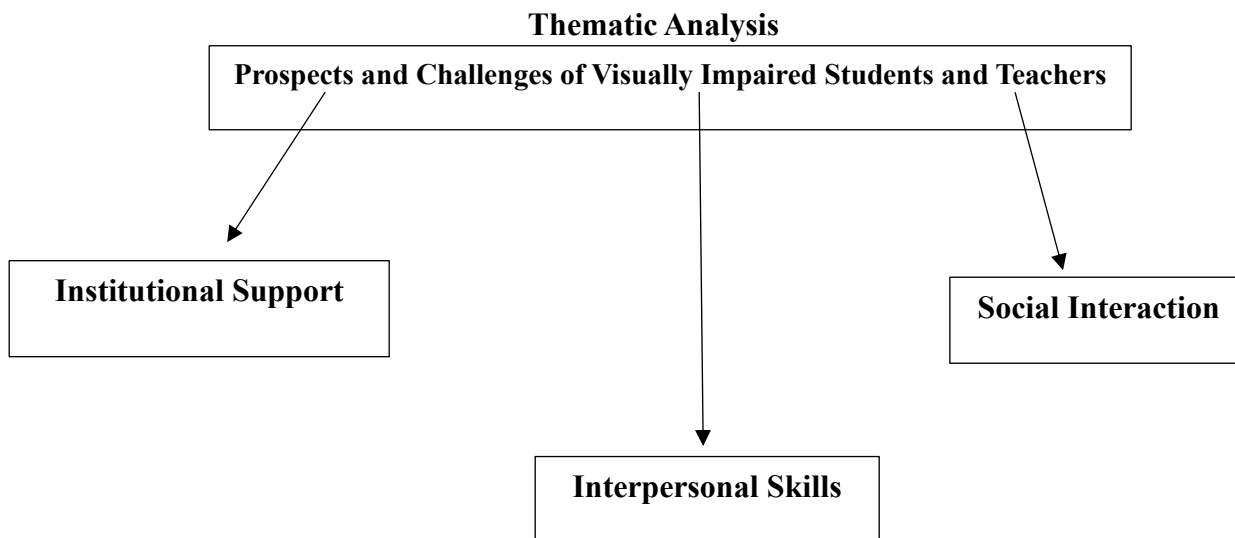 Thematic Analysis
Prospects and Challenges of Visually Impaired Students and Teachers
Institutional Support
Social Interaction
Interpersonal Skills